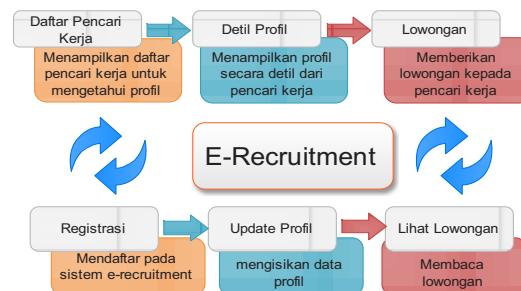 Daftar Pencari
Kerja
Menampilkan daftar
pencari kerja untuk
mengetahui profil
Detil Profil
Menampilkan profil
secara detil dari
pencari kerja
Lowongan
Memberikan
lowongan kepada
pencari kerja
E-Recruitment
Registrasi
Mendaftar pada
sistem e-recruitment
Update Profil
mengisikan data
profil
Lihat Lowongan
Membaca
lowongan